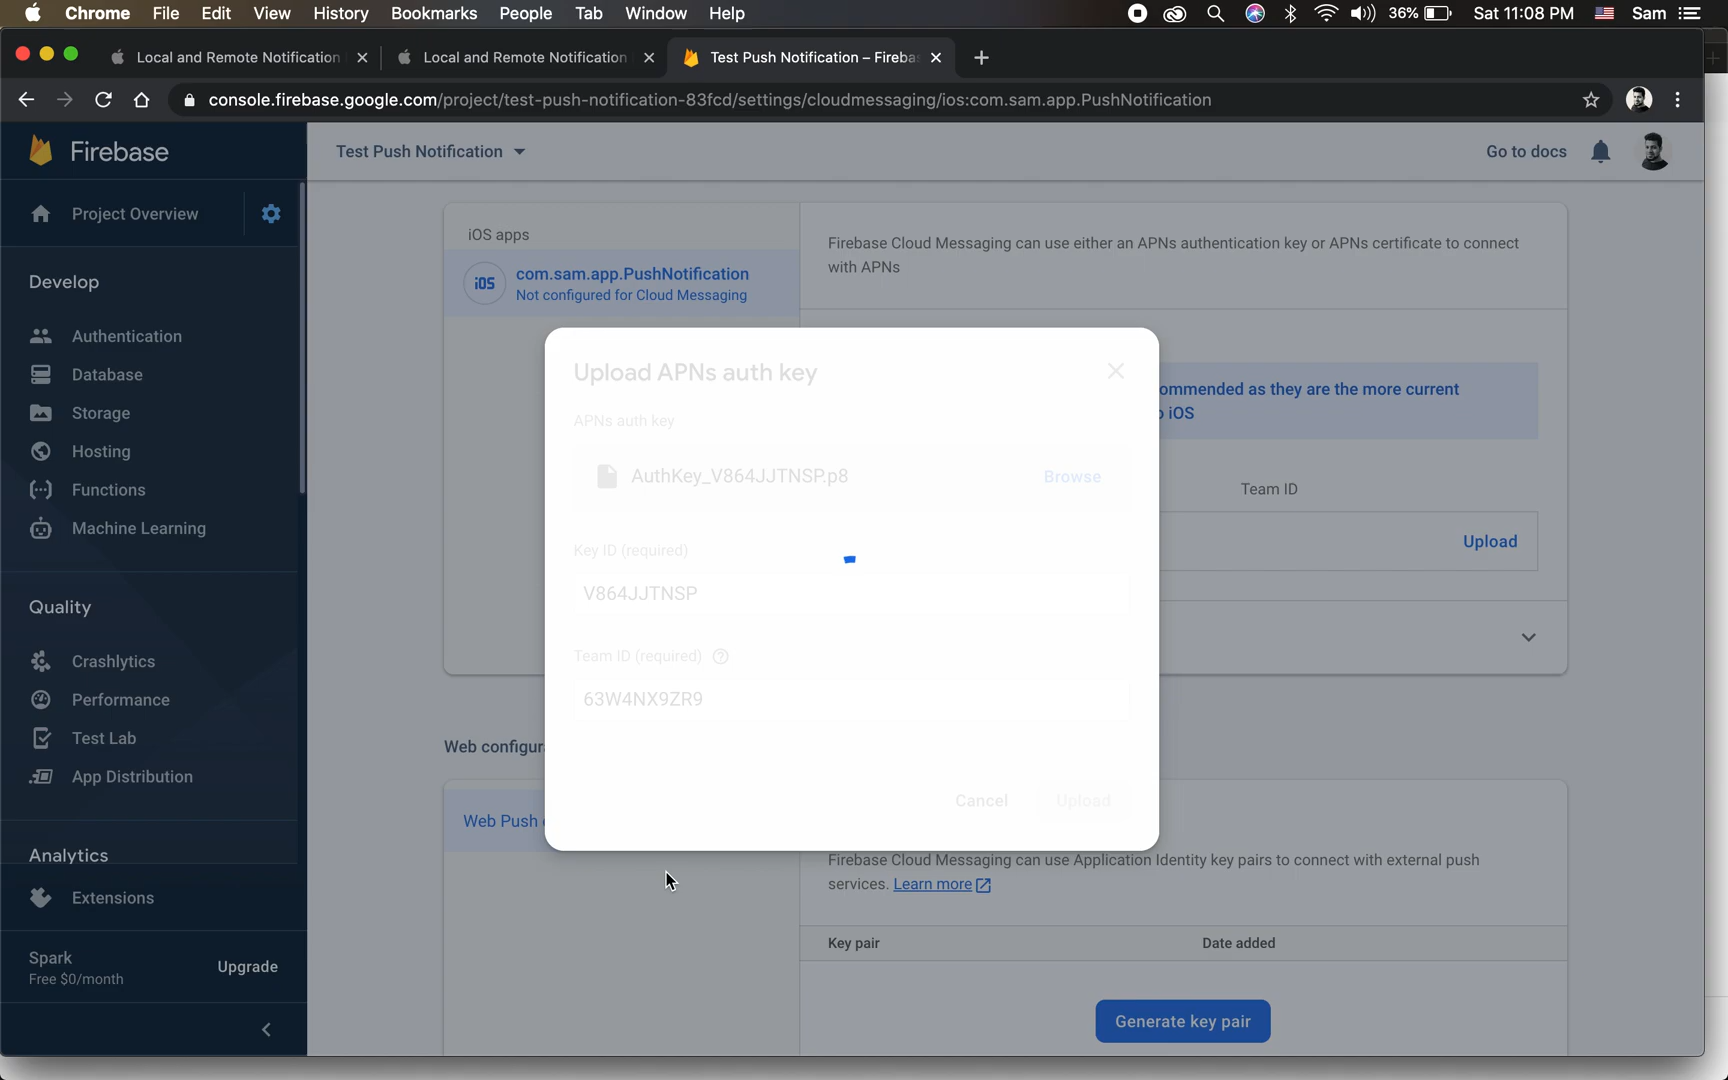 Chrome File Edit View History Bookmarks People Tab Window Help 36% Sat 11:08 PM Sam
Local and Remote Notification
Local and Remote Notification
Test Push Notification – Fireba
console.firebase.google.com/project/test-push-notification-83fcd/settings/cloudmessaging/ios:com.sam.app.PushNotification
Firebase
Test Push Notification
Go to docs
Project Overview
Develop
Authentication
Database
Storage
Hosting
Functions
Machine Learning
Quality
Crashlytics
Performance
Test Lab
App Distribution
Analytics
Extensions
Spark
Free $0/month
Upgrade
iOS apps
iOS
com.sam.app.PushNotification
Not configured for Cloud Messaging
Firebase Cloud Messaging can use either an APNs authentication key or APNs certificate to connect
with APNs
ommended as they are the more current
iOS
Team ID
Upload
Upload APNs auth key
APNs auth key
AuthKey_V864JJTNSP.p8
Browse
Key ID (required)
V864JJTNSP
Team ID (required)
63W4NX9ZR9
Cancel
Upload
Web configur
Web Push
Firebase Cloud Messaging can use Application Identity key pairs to connect with external push
services. Learn more
Key pair
Date added
Generate key pair